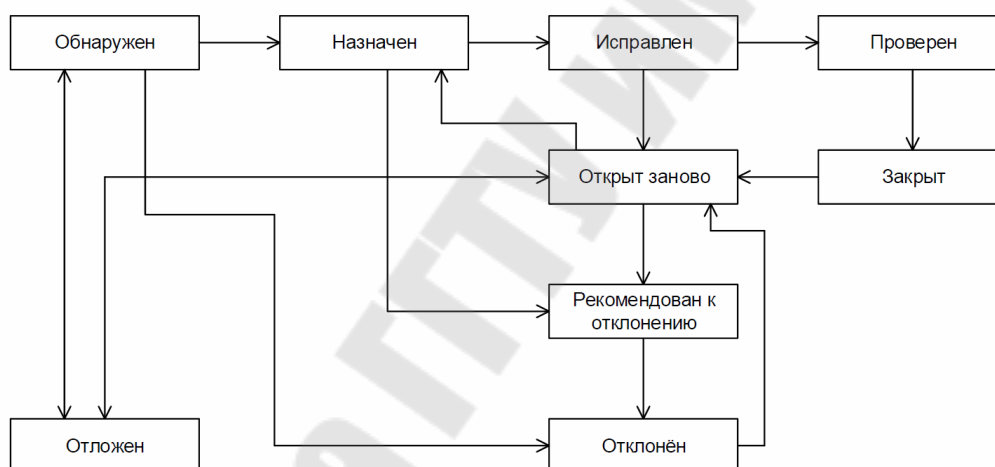 Обнаружен
Назначен
Исправлен
Проверен
Открыт заново
Закрыт
Рекомендован к
отклонению
Отложен
Отклонён